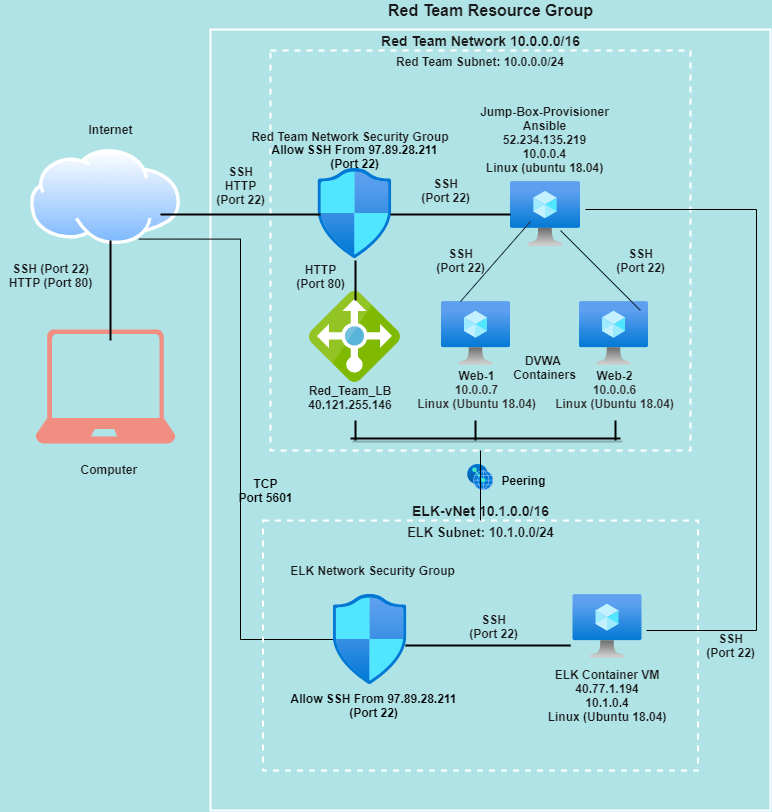 Red Team Resource Group
Red Team Network 10.0.0.0/16
Red Team Subnet: 10.0.0.0/24
Internet
Red Team Network Security Group
Allow SSH From 97.89.28.211
(Port 22)
Jump-Box-Provisioner
Ansible
52.234.135.219
10.0.0.4
Linux (ubuntu 18.04)
SSH
HTTP
(Port 22)
SSH
(Port 22)
SSH (Port 22)
HTTP (Port 80)
HTTP
(Port 80)
SSH
(Port 22)
SSH
(Port 22)
Red_Team_LB
40.121.255.146
Web-1
10.0.0.7
Linux (Ubuntu 18.04)
DVWA
Containers
Web-2
10.0.0.6
Linux (Ubuntu 18.04)
Computer
TCP
Port 5601
Peering
ELK-vNet 10.1.0.0/16
ELK Subnet: 10.1.0.0/24
ELK Network Security Group
SSH
(Port 22)
SSH
(Port 22)
Allow SSH From 97.89.28.211
(Port 22)
ELK Container VM
40.77.1.194
10.1.0.4
Linux (Ubuntu 18.04)